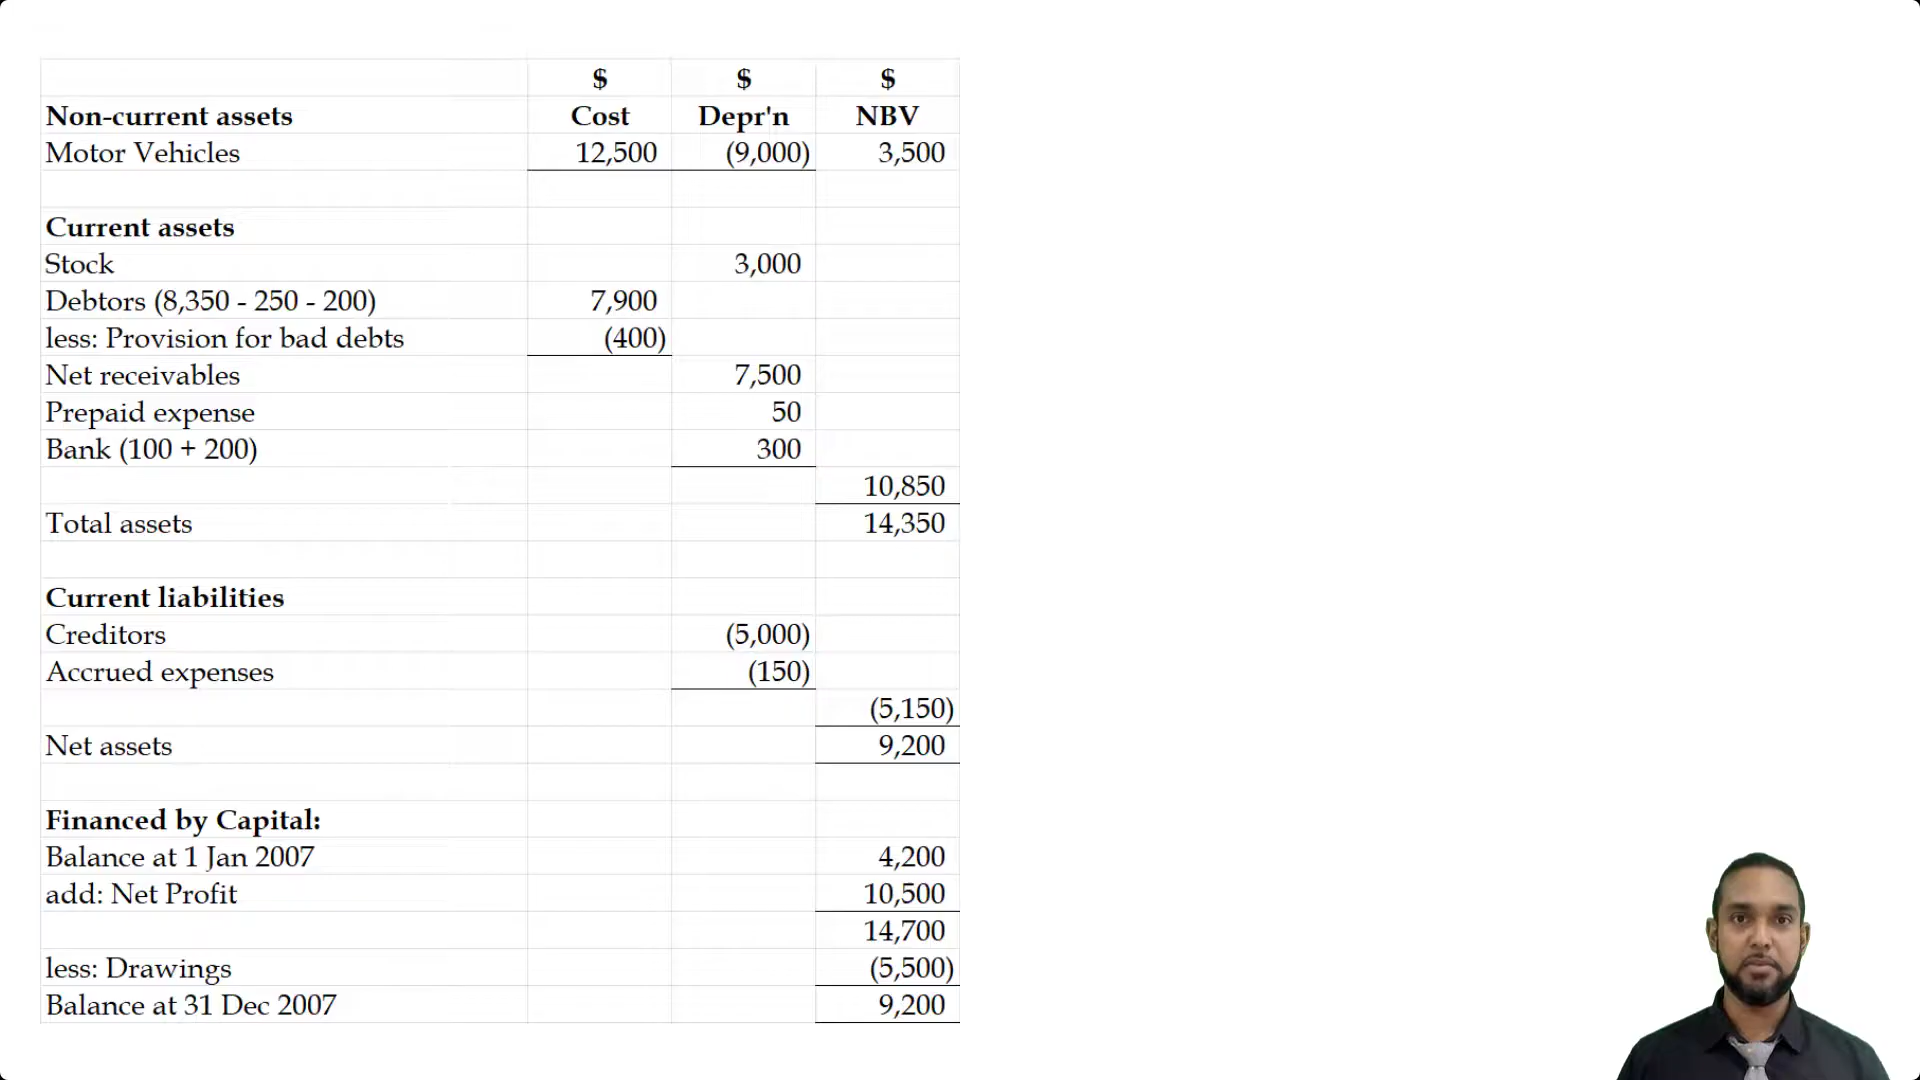 $ $ $
Non-current assets Cost Depr'n NBV
Motor Vehicles 12,500 (9,000) 3,500
Current assets
Stock 3,000
Debtors (8,350 - 250 - 200) 7,900
less: Provision for bad debts (400)
Net receivables 7,500
Prepaid expense 50
Bank (100 + 200) 300
10,850
Total assets 14,350
Current liabilities
Creditors (5,000)
Accrued expenses (150)
(5,150)
Net assets 9,200
Financed by Capital:
Balance at 1 Jan 2007 4,200
add: Net Profit 10,500
14,700
less: Drawings (5,500)
Balance at 31 Dec 2007 9,200